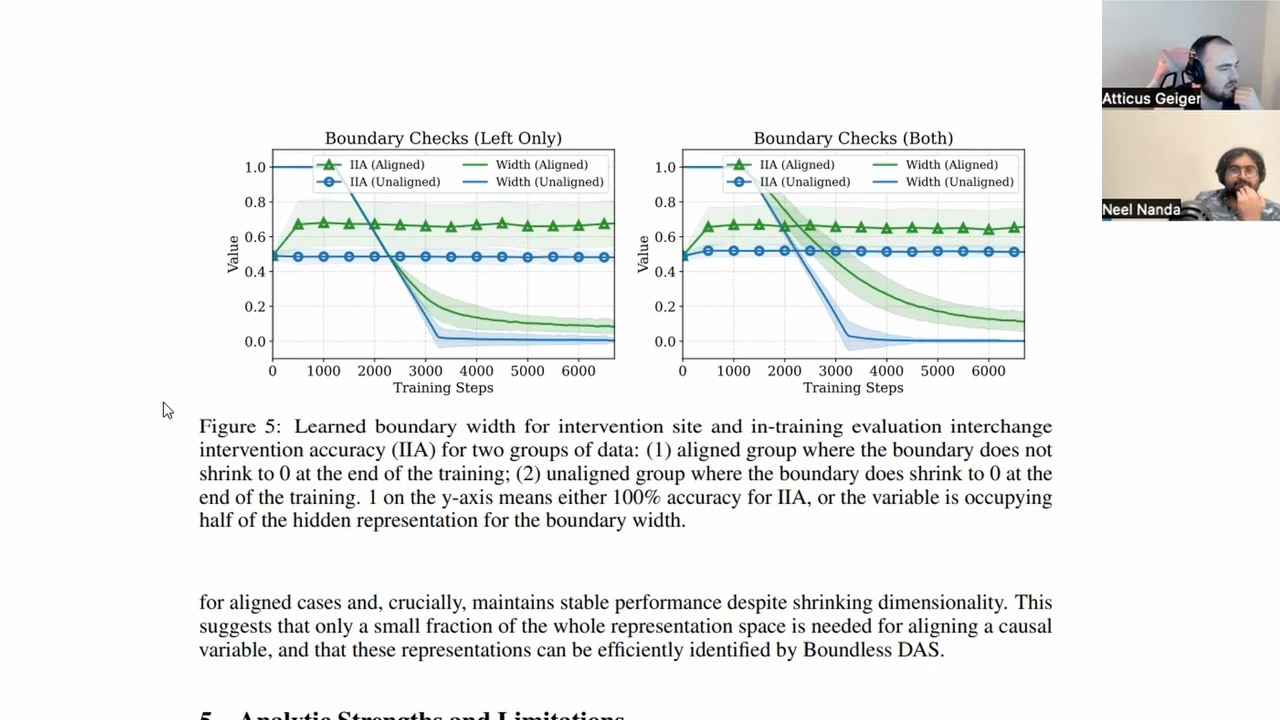 Boundary Checks (Left Only)
IIA (Aligned)
Width (Aligned)
IIA (Unaligned)
Width (Unaligned)
1.0
0.8
0.6
0.4
0.2
0.0
Value
0
1000
2000
3000
4000
5000
6000
Training Steps
Boundary Checks (Both)
IIA (Aligned)
Width (Aligned)
IIA (Unaligned)
Width (Unaligned)
1.0
0.8
0.6
0.4
0.2
0.0
Value
0
1000
2000
3000
4000
5000
6000
Training Steps
Atticus Geiger
Neel Nanda
Figure 5: Learned boundary width for intervention site and in-training evaluation interchange
intervention accuracy (IIA) for two groups of data: (1) aligned group where the boundary does not
shrink to 0 at the end of the training; (2) unaligned group where the boundary does shrink to 0 at the
end of the training. 1 on the y-axis means either 100% accuracy for IIA, or the variable is occupying
half of the hidden representation for the boundary width.
for aligned cases and, crucially, maintains stable performance despite shrinking dimensionality. This
suggests that only a small fraction of the whole representation space is needed for aligning a causal
variable, and that these representations can be efficiently identified by Boundless DAS.
5 Analytic Strengths and Limitations